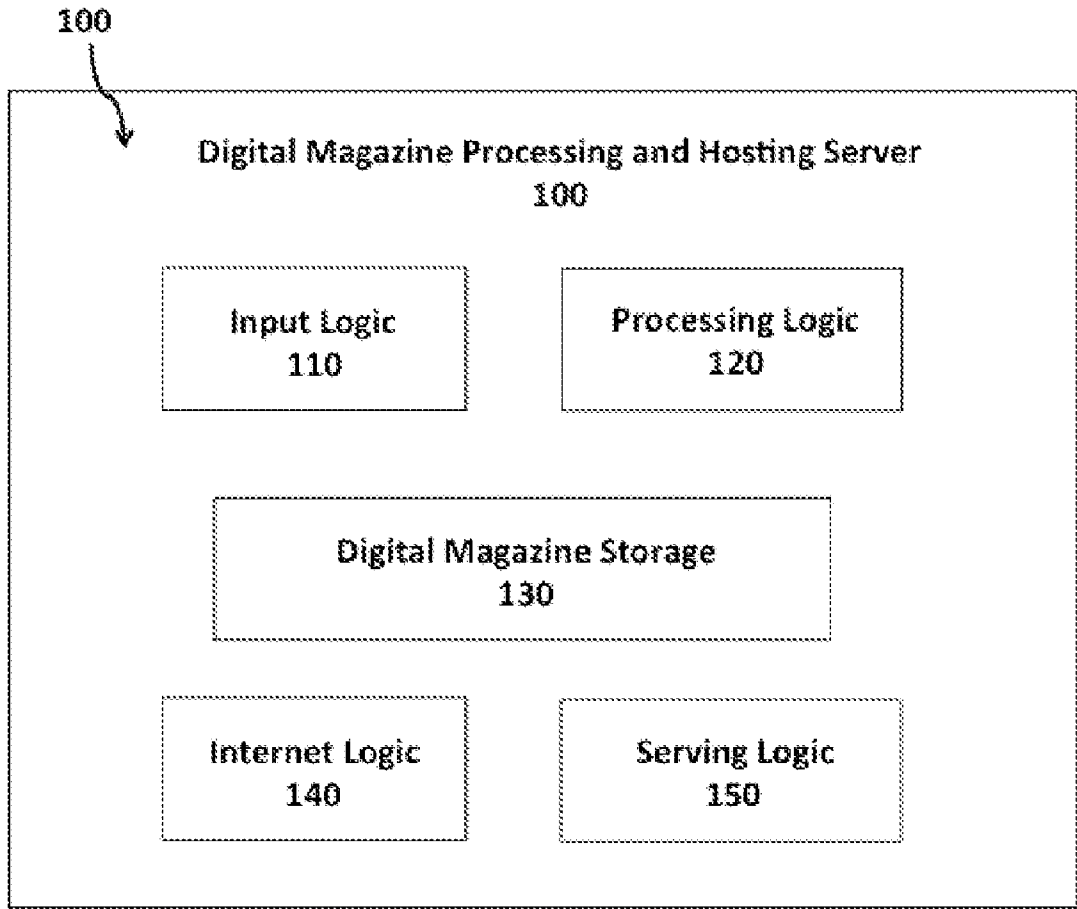 100
Digital Magazine Processing and Hosting Server
100
Input Logic
110
Processing Logic
120
Digital Magazine Storage
130
Internet Logic
140
Serving Logic
150